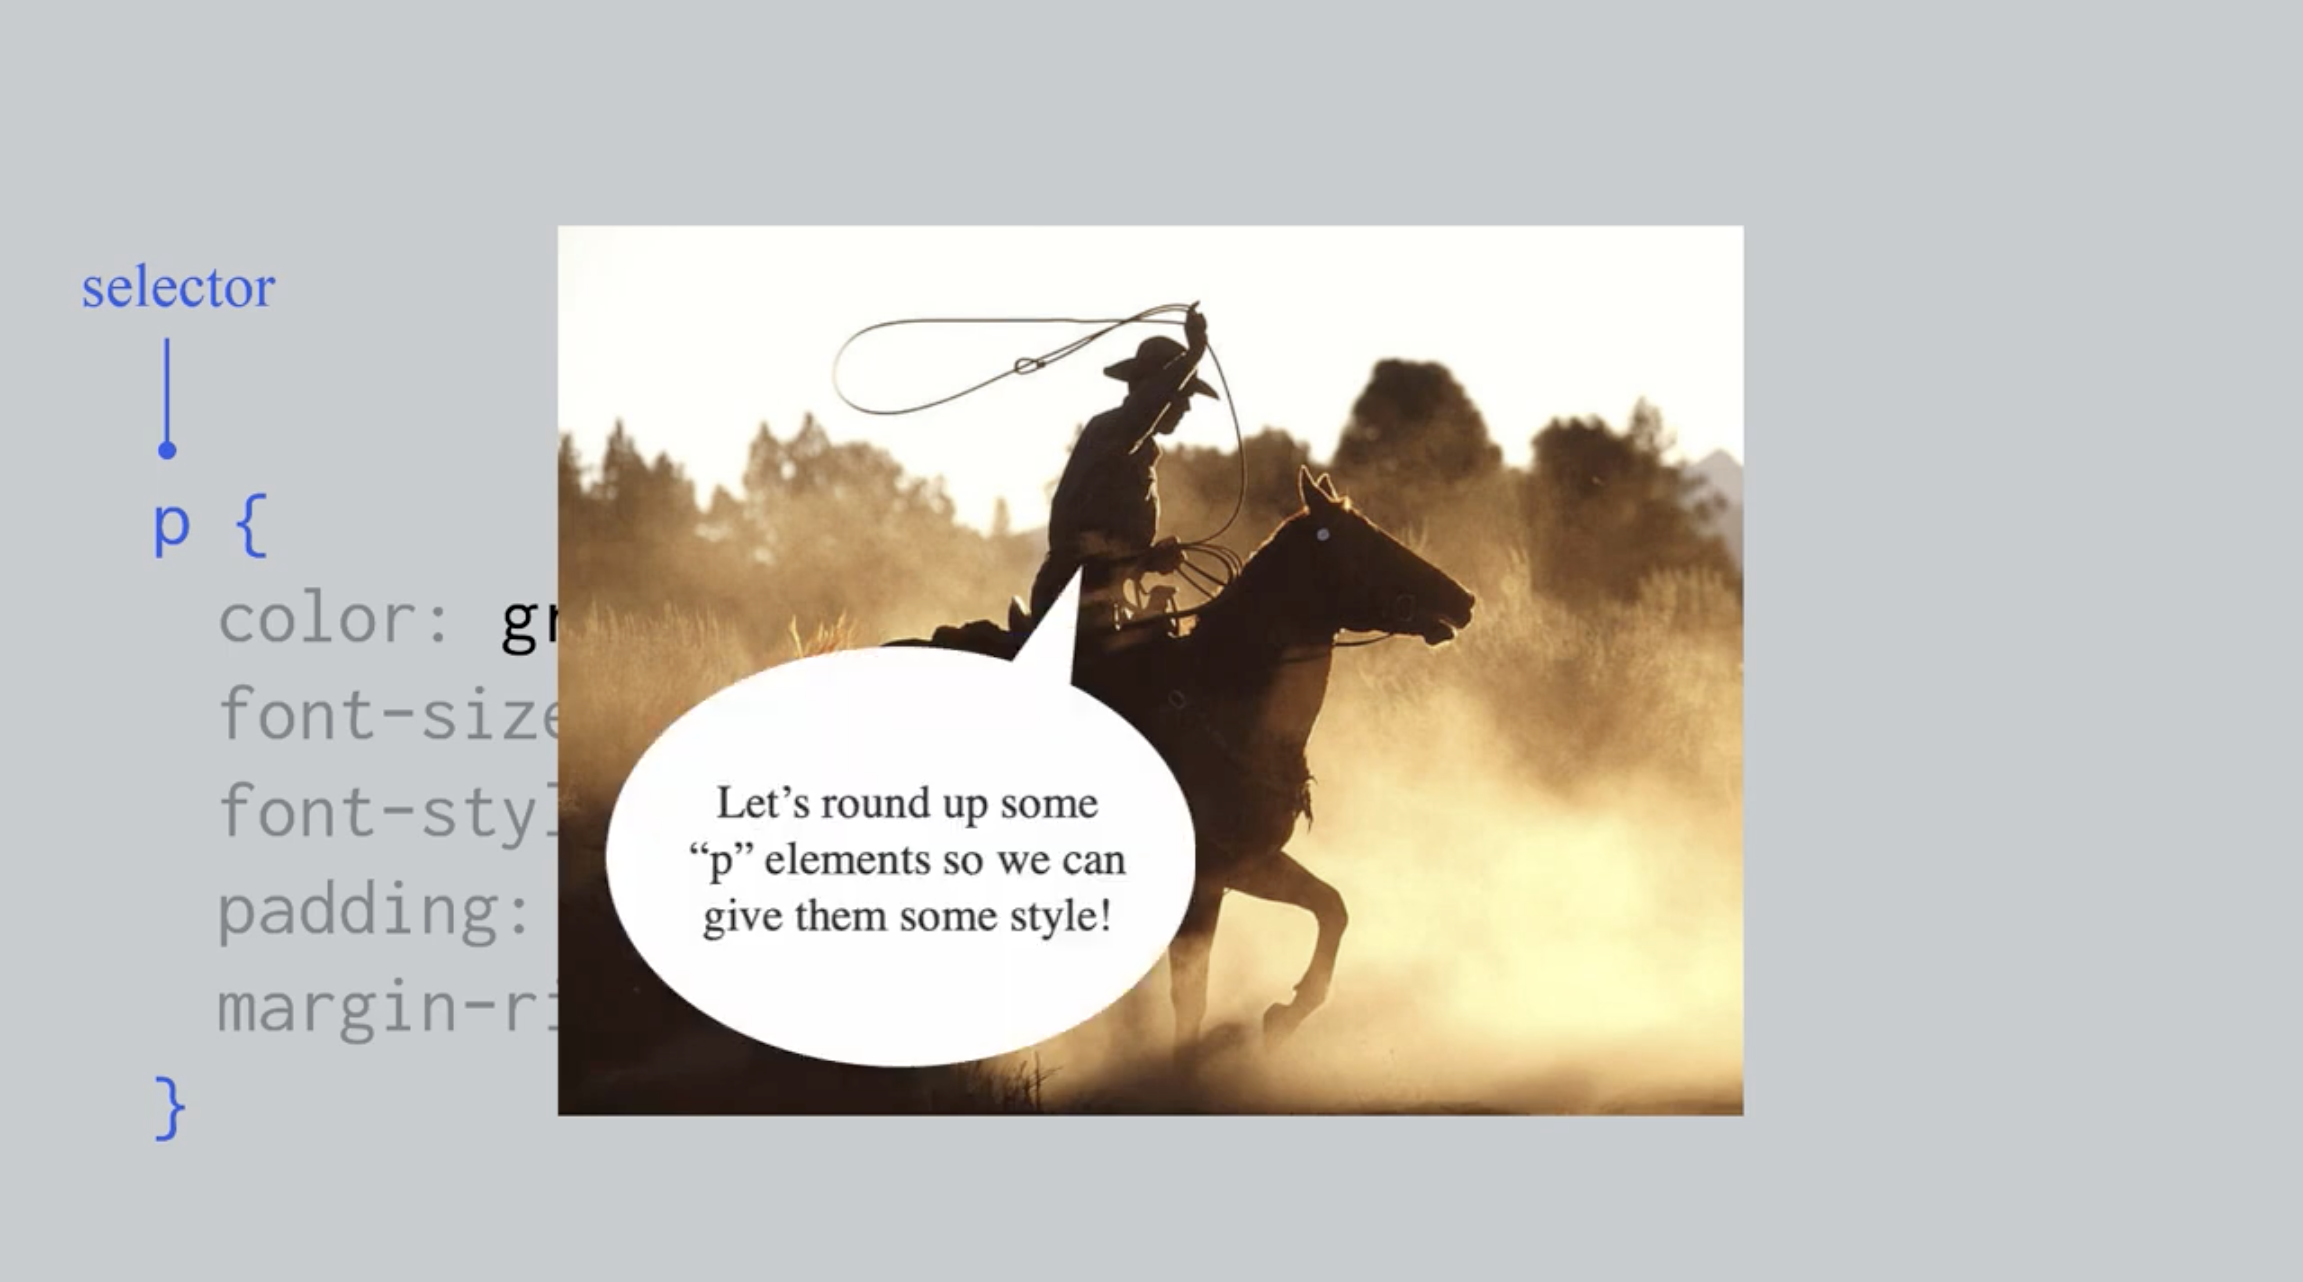 selector
p {
color: gr
font-size
font-styl
padding:
margin-ri
}
Let’s round up some
“p” elements so we can
give them some style!